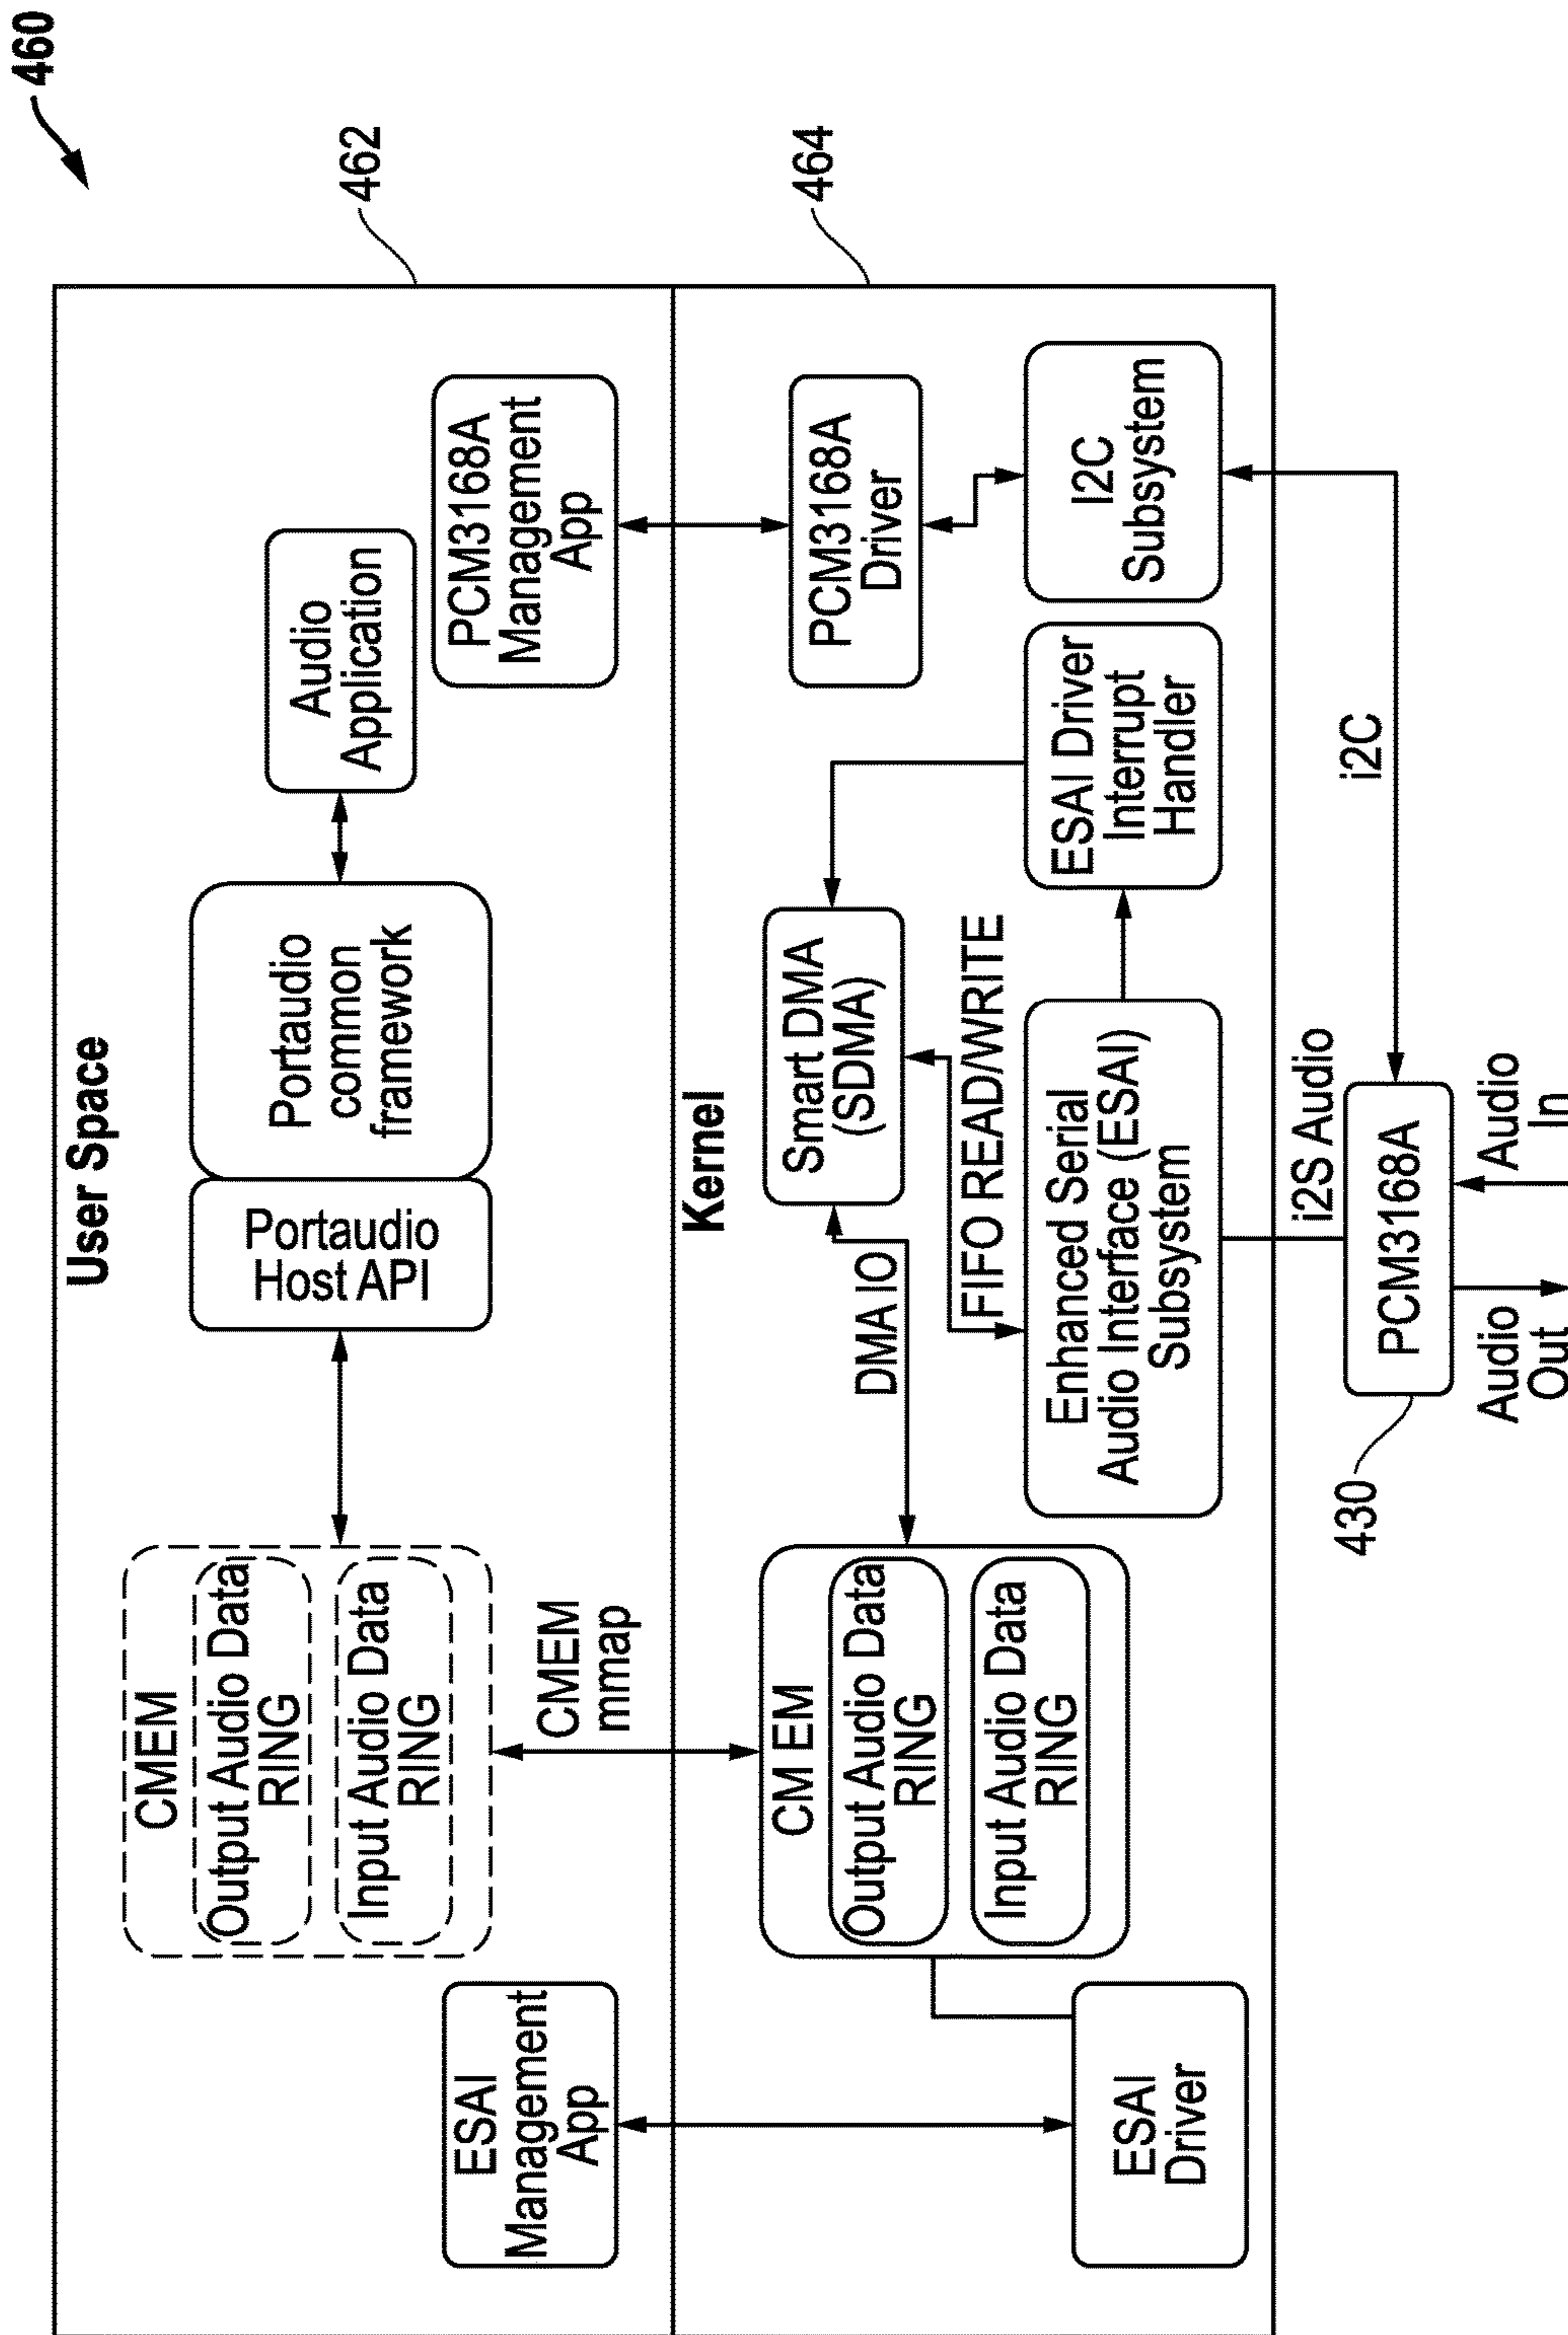 460
User Space
462
CMEM
Output Audio Data
RING
Input Audio Data
RING
Portaudio
Host API
Portaudio
common
framework
Audio
Application
ESAI
Management
App
PCM3168A
Management
App
CMEM
mmap
Kernel
464
CM EM
Output Audio Data
RING
Input Audio Data
RING
DMA IO
Smart DMA
(SDMA)
FIFO READ/WRITE
PCM3168A
Driver
ESAI
Driver
Enhanced Serial
Audio Interface (ESAI)
Subsystem
ESAI Driver
Interrupt
Handler
I2C
Subsystem
i2S Audio
i2C
430
PCM3168A
Audio
Out
Audio
In